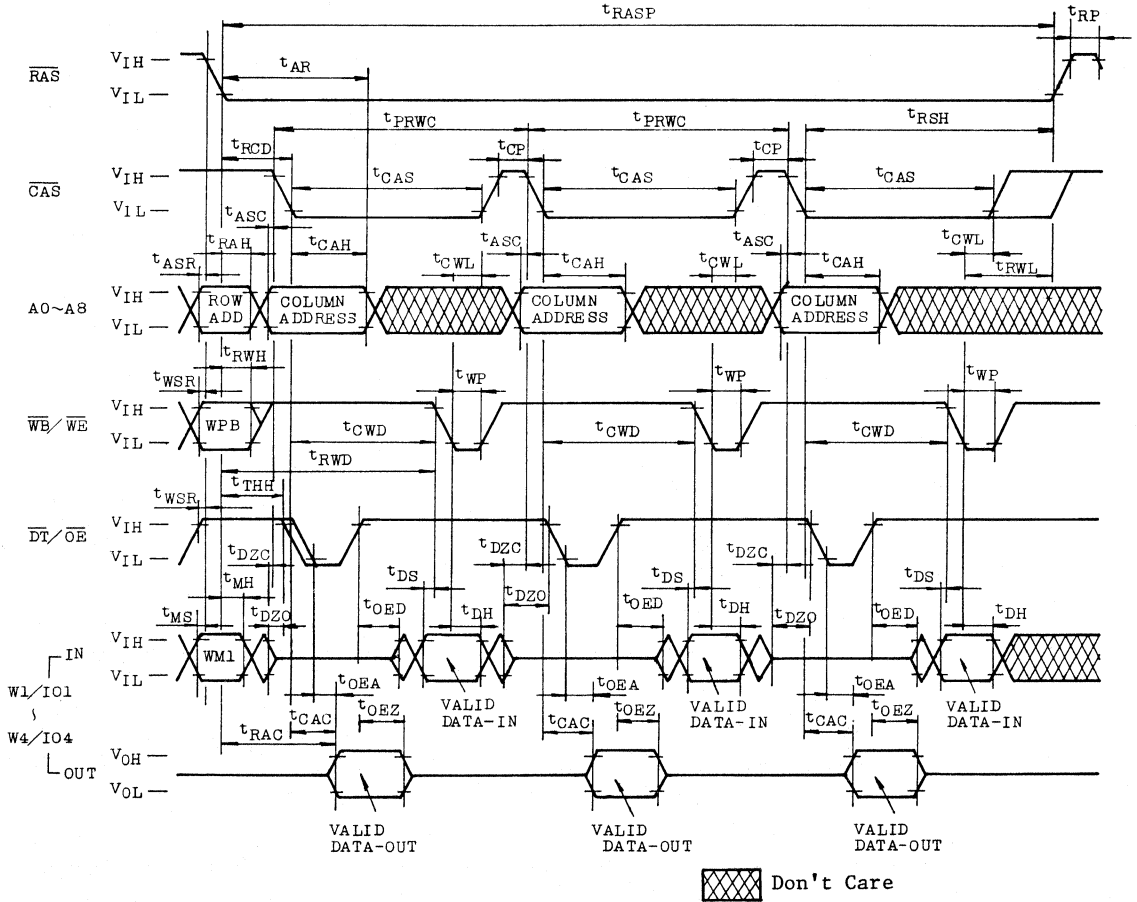 tRASP
tRP
RAS
VIH
VIL
tAR
tPRWC
tPRWC
tRSH
tRCD
tCP
tCP
CAS
VIH
VIL
tCAS
tCAS
tCAS
tASC
tRAH
tASR
tCAH
tCWL
tASC
tCAH
tCWL
tASC
tCAH
tCWL
tRWL
A0~A8
VIH
VIL
ROW
ADD
COLUMN
ADDRESS
COLUMN
ADDRESS
COLUMN
ADDRESS
tRWH
tWSR
tWP
tWP
tWP
WB/WE
VIH
VIL
WPB
tCWD
tCWD
tCWD
tRWD
tTHH
tWSR
DT/OE
VIH
VIL
tDZC
tDZC
tDZC
tMH
tDS
tDS
tDS
tMS
tDZO
tOED
tDH
tDZO
tOED
tDH
tDZO
tOED
tDH
IN
W1/IO1
~
W4/IO4
OUT
VIH
VIL
WM1
tOEA
tOEA
tOEA
VALID
DATA-IN
VALID
DATA-IN
VALID
DATA-IN
tCAC
tOEZ
tCAC
tOEZ
tCAC
tOEZ
tRAC
VOH
VOL
VALID
DATA-OUT
VALID
DATA-OUT
VALID
DATA-OUT
Don't Care